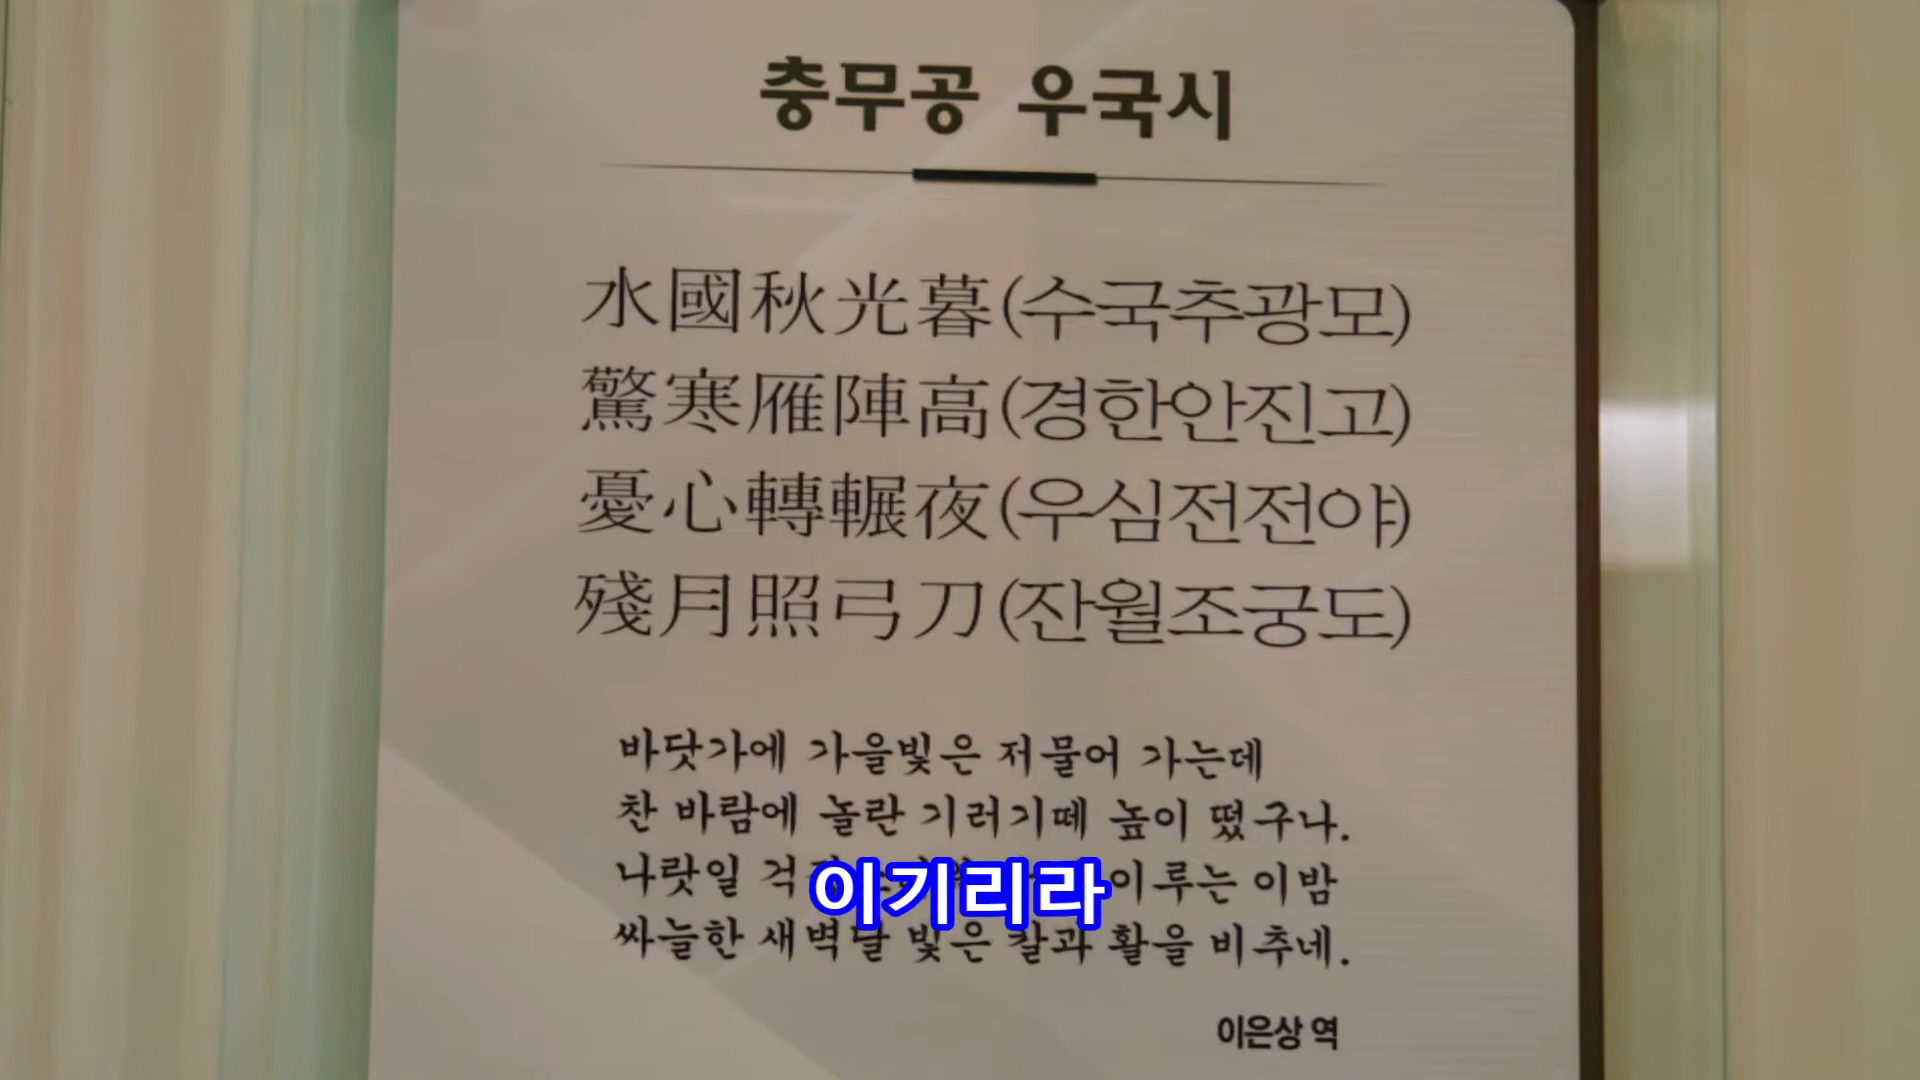 충무공 우국시
水國秋光暮(수국추광모)
驚寒雁陣高(경한안진고)
憂心轉輾夜(우심전전야)
殘月照弓刀(잔월조궁도)
바닷가에 가을빛은 저물어 가는데
찬 바람에 놀란 기러기떼 높이 떴구나.
나랏일 이루는 이밤
이기리라
싸늘한 새벽달 빛은 칼과 활을 비추네.
이은상 역